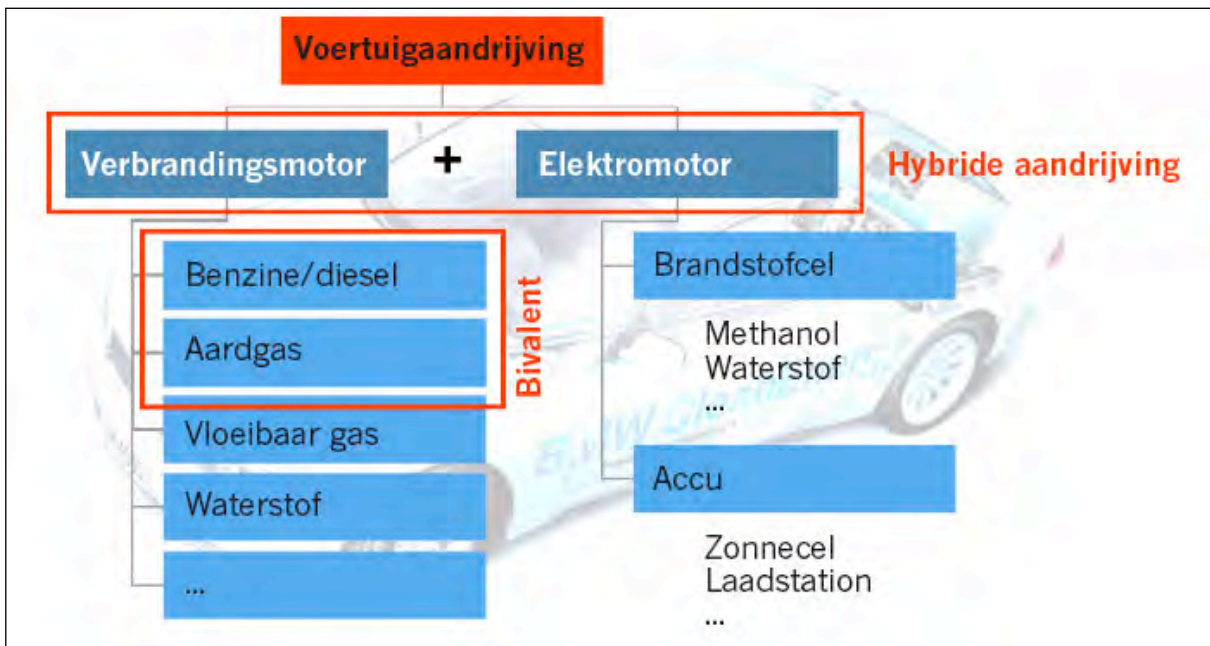 Voertuigaandrijving
Verbrandingsmotor
+
Elektromotor
Hybride aandrijving
Benzine/diesel
Aardgas
Bivalent
Vloeibaar gas
Waterstof
...
Brandstofcel
Methanol
Waterstof
...
Accu
Zonnecel
Laadstation
...